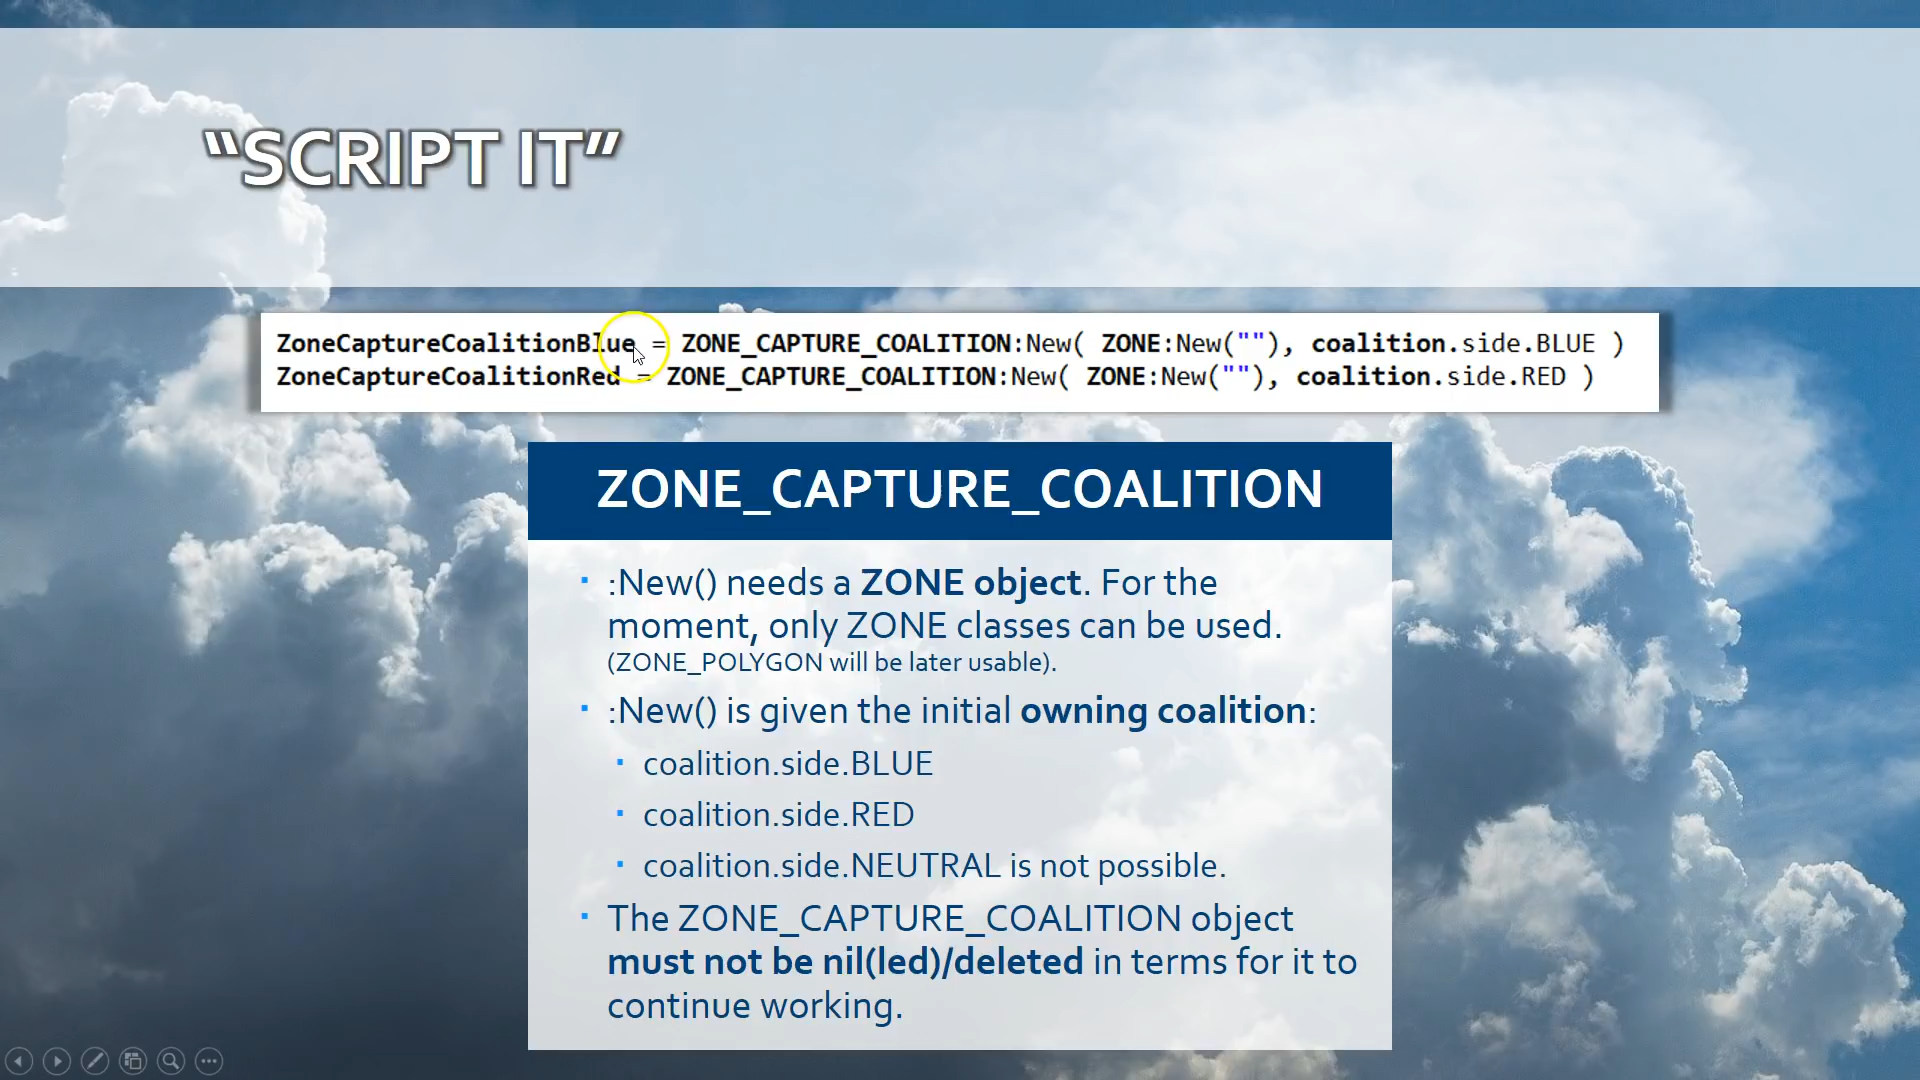 “SCRIPT IT”
ZoneCaptureCoalitionBlue = ZONE_CAPTURE_COALITION:New( ZONE:New(""), coalition.side.BLUE )
ZoneCaptureCoalitionRed = ZONE_CAPTURE_COALITION:New( ZONE:New(""), coalition.side.RED )
ZONE_CAPTURE_COALITION
▪ :New() needs a ZONE object. For the
moment, only ZONE classes can be used.
(ZONE_POLYGON will be later usable).
▪ :New() is given the initial owning coalition:
▪ coalition.side.BLUE
▪ coalition.side.RED
▪ coalition.side.NEUTRAL is not possible.
▪ The ZONE_CAPTURE_COALITION object
must not be nil(led)/deleted in terms for it to
continue working.